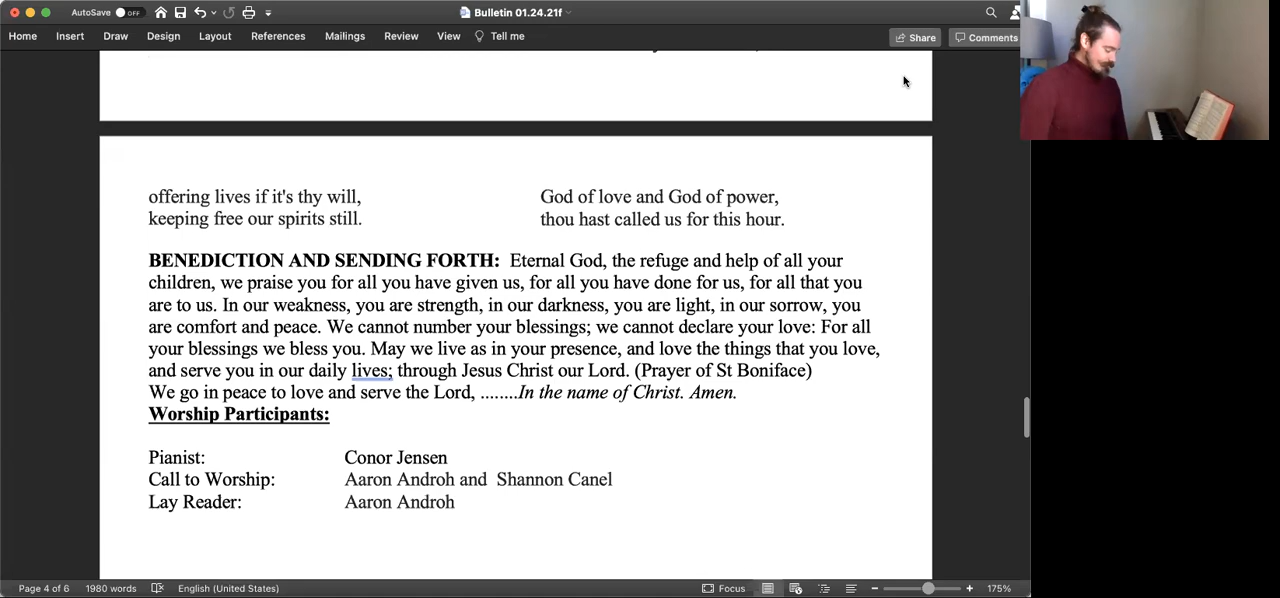 AutoSave OFF Bulletin 01.24.21f
Home Insert Draw Design Layout References Mailings Review View Tell me Share Comments
offering lives if it's thy will,
keeping free our spirits still.
God of love and God of power,
thou hast called us for this hour.
BENEDICTION AND SENDING FORTH: Eternal God, the refuge and help of all your
children, we praise you for all you have given us, for all you have done for us, for all that you
are to us. In our weakness, you are strength, in our darkness, you are light, in our sorrow, you
are comfort and peace. We cannot number your blessings; we cannot declare your love: For all
your blessings we bless you. May we live as in your presence, and love the things that you love,
and serve you in our daily lives; through Jesus Christ our Lord. (Prayer of St Boniface)
We go in peace to love and serve the Lord, ........In the name of Christ. Amen.
Worship Participants:
Pianist: Conor Jensen
Call to Worship: Aaron Androh and Shannon Canel
Lay Reader: Aaron Androh
Page 4 of 6 1980 words English (United States) Focus 175%